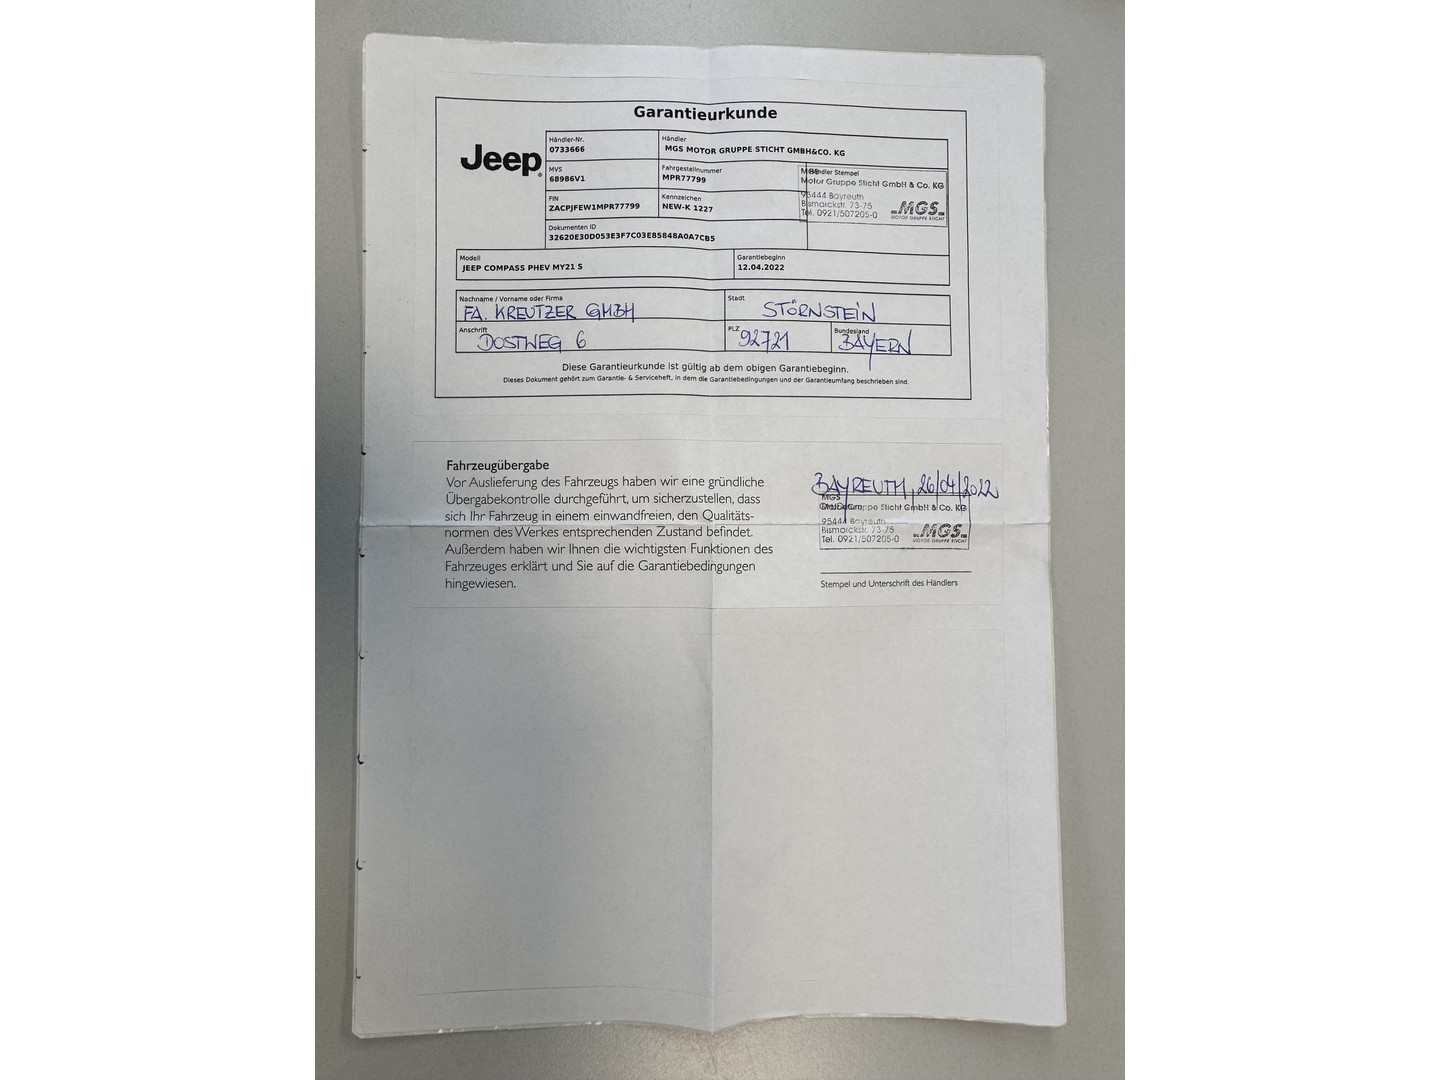 Garantieurkunde
Jeep
Händler-Nr.
0733666
Händler
MGS MOTOR GRUPPE STICHT GMBH&CO. KG
MVS
68986V1
Fahrgestellnummer
MPR77799
Händler Stempel
MGS
Motor Gruppe Sticht GmbH & Co. KG
95444 Bayreuth
Bismarckstr. 73-75
Tel. 0921/507205-0
MGS
MOTOR GRUPPE STICHT
FIN
ZACPJFEW1MPR77799
Kennzeichen
NEW-K 1227
Dokumenten ID
32620E30D053E3F7C03E85848A0A7CB5
Modell
JEEP COMPASS PHEV MY21 S
Garantiebeginn
12.04.2022
Nachname / Vorname oder Firma
FA. KREUTZER GMBH
Stadt
STÖRNSTEIN
Anschrift
DOSTWEG 6
PLZ
92721
Bundesland
BAYERN
Diese Garantieurkunde ist gültig ab dem obigen Garantiebeginn.
Dieses Dokument gehört zum Garantie- & Serviceheft, in dem die Garantiebedingungen und der Garantieumfang beschrieben sind.
Fahrzeugübergabe
Vor Auslieferung des Fahrzeugs haben wir eine gründliche
Übergabekontrolle durchgeführt, um sicherzustellen, dass
sich Ihr Fahrzeug in einem einwandfreien, den Qualitäts-
normen des Werkes entsprechenden Zustand befindet.
Außerdem haben wir Ihnen die wichtigsten Funktionen des
Fahrzeuges erklärt und Sie auf die Garantiebedingungen
hingewiesen.
BAYREUTH, 26/04/2022
MGS
Motor Gruppe Sticht GmbH & Co. KG
95444 Bayreuth
Bismarckstr. 73-75
Tel. 0921/507205-0
MGS
MOTOR GRUPPE STICHT
Stempel und Unterschrift des Händlers